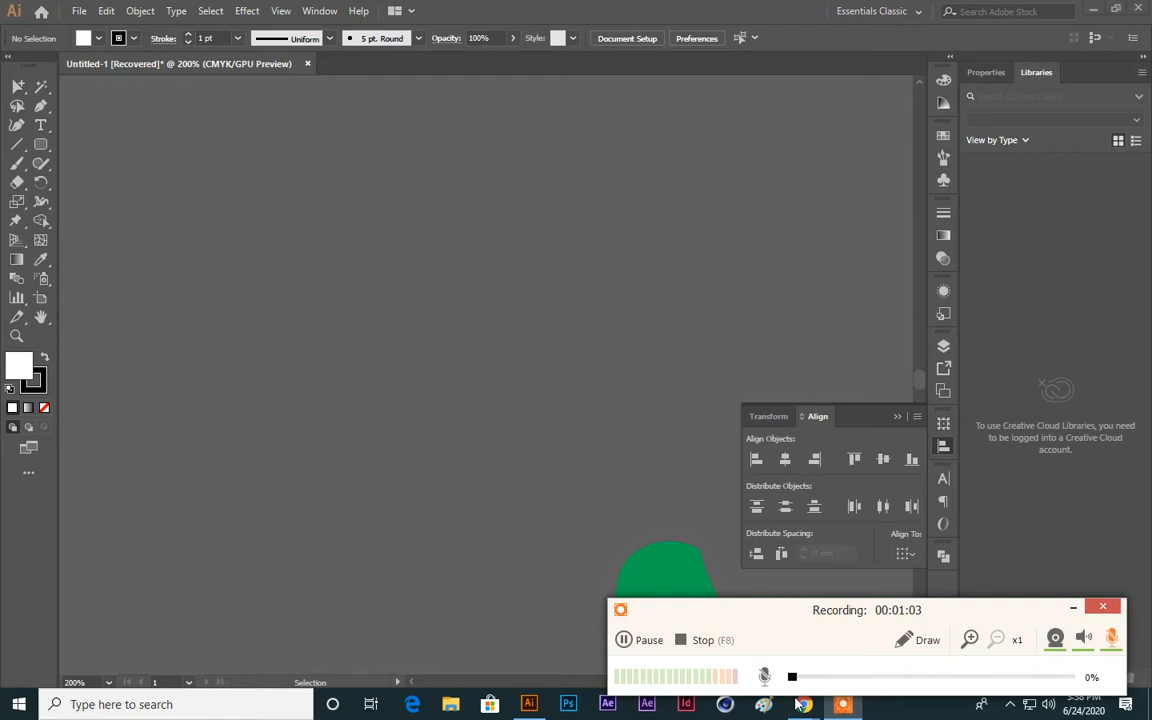 Ai File Edit Object Type Select Effect View Window Help Essentials Classic Search Adobe Stock
No Selection Stroke: 1 pt Uniform 5 pt. Round Opacity: 100% Style: Document Setup Preferences
Untitled-1 [Recovered]* @ 200% (CMYK/GPU Preview)
Properties Libraries
View by Type
Transform Align
Align Objects:
Distribute Objects:
Distribute Spacing: Align To:
0 mm
To use Creative Cloud Libraries, you need
to be logged into a Creative Cloud
account.
Recording: 00:01:03
Pause Stop (F8) Draw x1
0%
200% 1 Selection
Type here to search
Ai Ps Ae Ae Id
6/24/2020